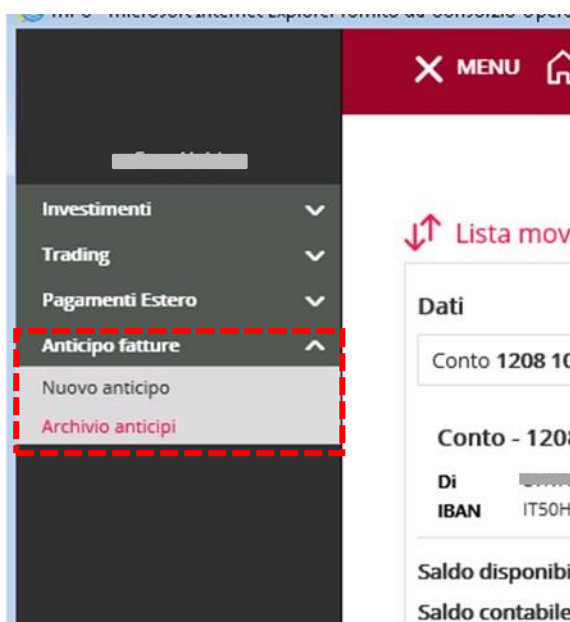 MENU
Investimenti
Trading
Pagamenti Estero
Anticipo fatture
Nuovo anticipo
Archivio anticipi
Lista mov
Dati
Conto 1208 10
Conto - 1208
Di
IBAN IT50H
Saldo disponibi
Saldo contabile